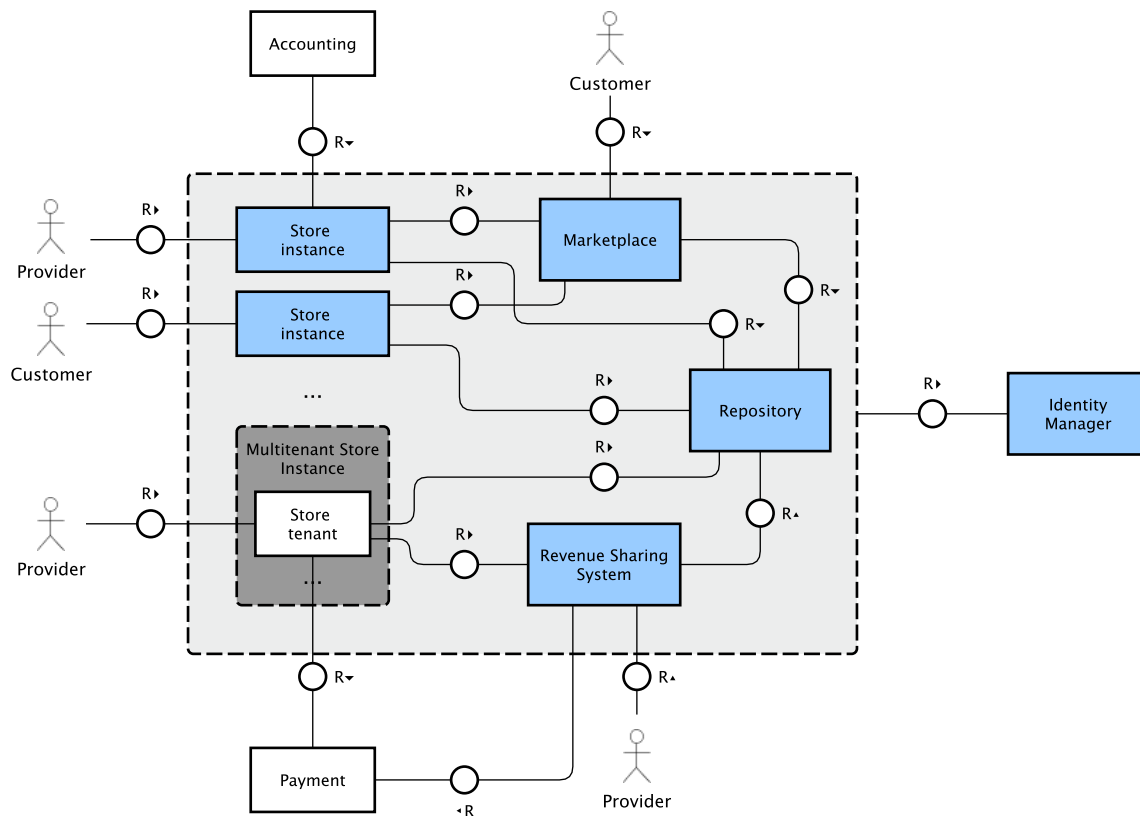 Accounting
Customer
R
R
R
R
Provider
Store
instance
Marketplace
R
R
Customer
Store
instance
R
R
...
R
Repository
R
Identity
Manager
Multitenant Store
Instance
R
R
Provider
Store
tenant
...
R
Revenue Sharing
System
R
R
R
Payment
R
Provider